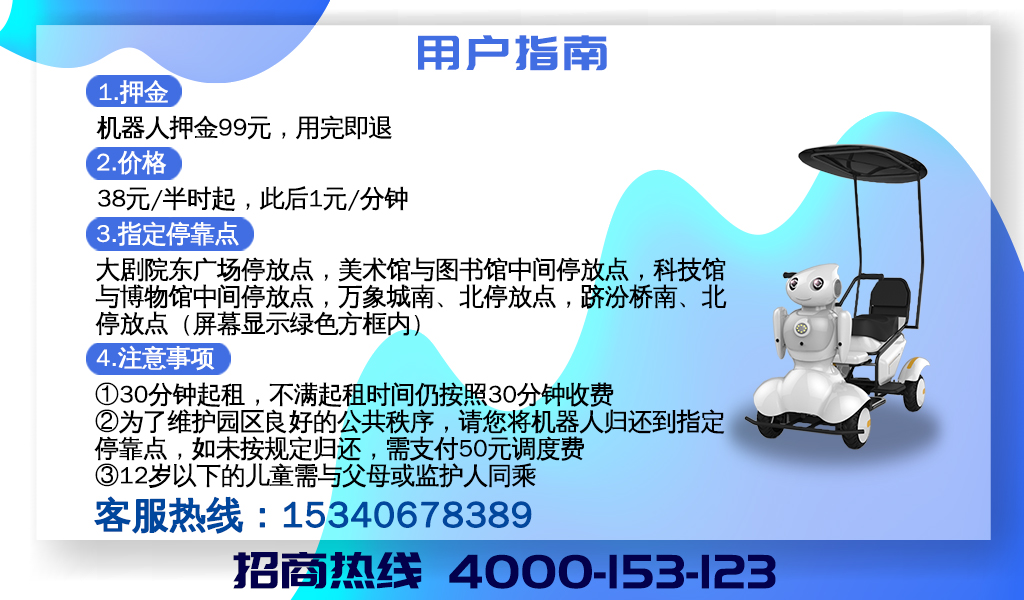 用户指南
1.押金
机器人押金99元，用完即退
2.价格
38元/半时起，此后1元/分钟
3.指定停靠点
大剧院东广场停放点，美术馆与图书馆中间停放点，科技馆
与博物馆中间停放点，万象城南、北停放点，跻汾桥南、北
停放点（屏幕显示绿色方框内）
4.注意事项
①30分钟起租，不满起租时间仍按照30分钟收费
②为了维护园区良好的公共秩序，请您将机器人归还到指定
停靠点，如未按规定归还，需支付50元调度费
③12岁以下的儿童需与父母或监护人同乘
客服热线：15340678389
招商热线 4000-153-123